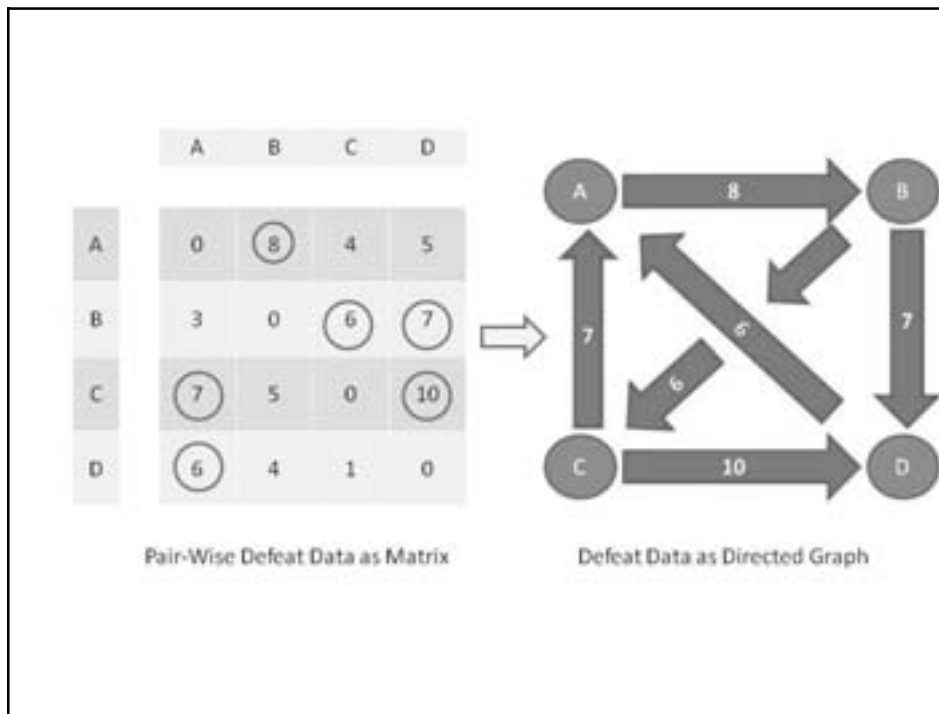 A B C D
A 8 B
A 0 8 4 5
B 3 0 6 7
7 6 7
C 7 5 0 10
6
D 6 4 1 0
C 10 D
Pair-Wise Defeat Data as Matrix
Defeat Data as Directed Graph